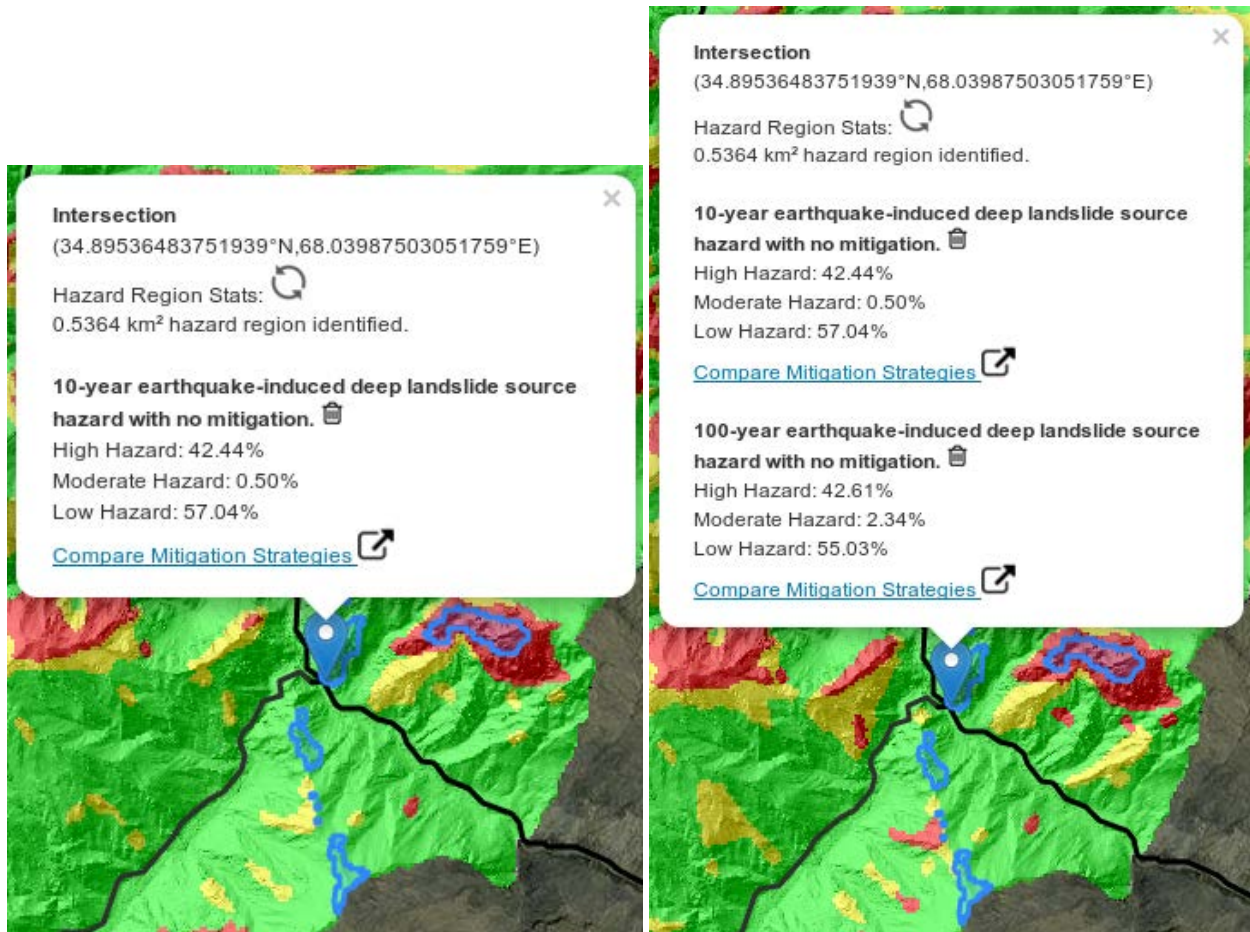 Intersection
(34.89536483751939°N,68.03987503051759°E)
Hazard Region Stats:
0.5364 km² hazard region identified.
10-year earthquake-induced deep landslide source
hazard with no mitigation.
High Hazard: 42.44%
Moderate Hazard: 0.50%
Low Hazard: 57.04%
Compare Mitigation Strategies
Intersection
(34.89536483751939°N,68.03987503051759°E)
Hazard Region Stats:
0.5364 km² hazard region identified.
10-year earthquake-induced deep landslide source
hazard with no mitigation.
High Hazard: 42.44%
Moderate Hazard: 0.50%
Low Hazard: 57.04%
Compare Mitigation Strategies
100-year earthquake-induced deep landslide source
hazard with no mitigation.
High Hazard: 42.61%
Moderate Hazard: 2.34%
Low Hazard: 55.03%
Compare Mitigation Strategies